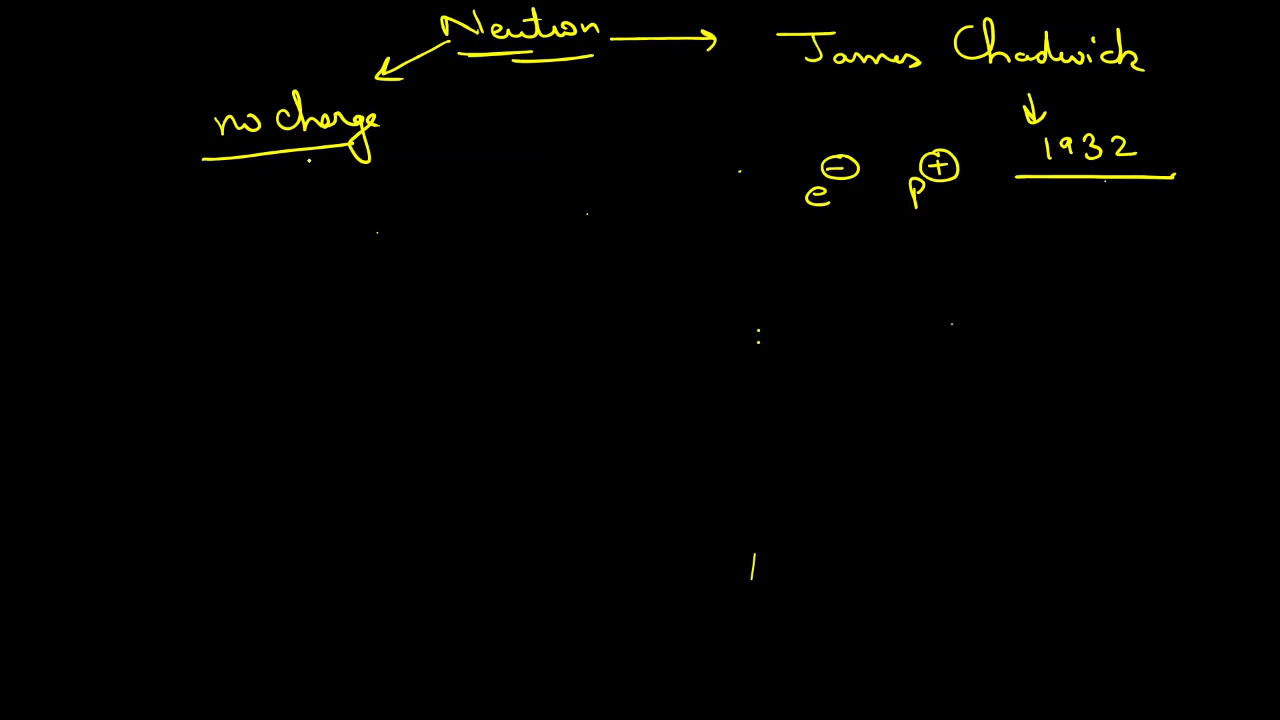 Neutron → James Chadwick
no charge
↓
1932
e⊖ p⊕